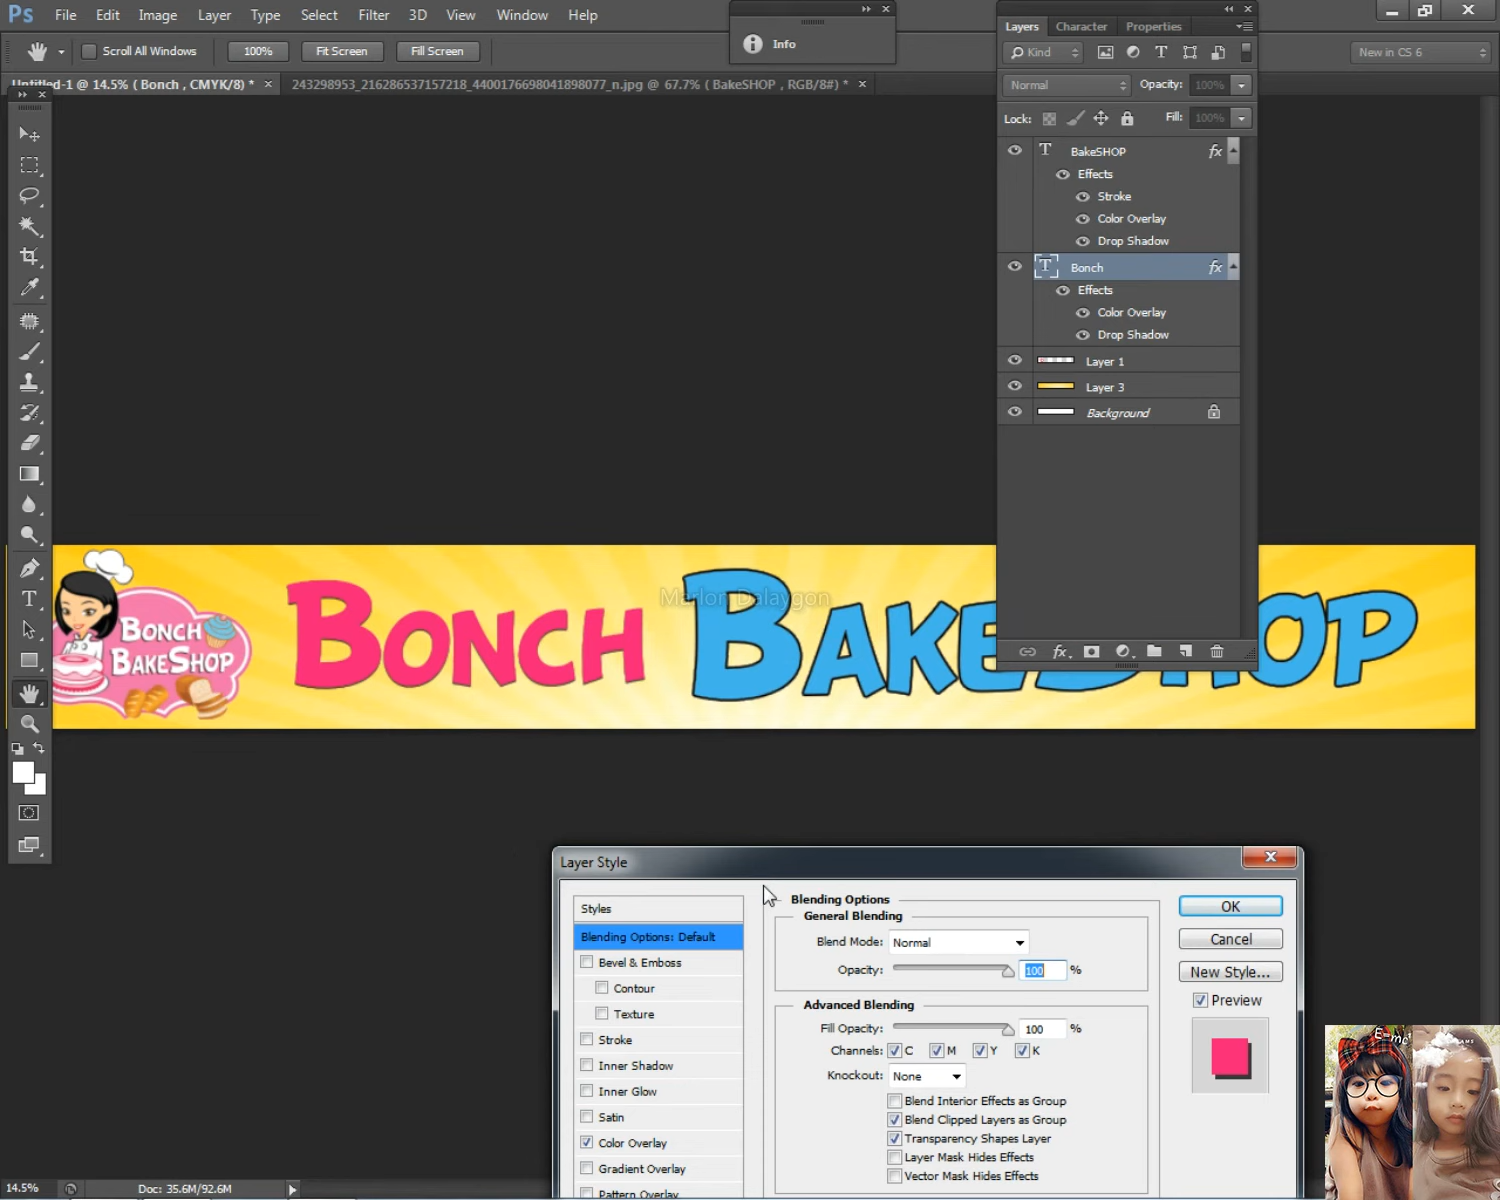 Ps File Edit Image Layer Type Select Filter 3D View Window Help
Scroll All Windows 100% Fit Screen Fill Screen
Info
New in CS 6
Untitled-1 @ 14.5% ( Bonch , CMYK/8) *
243298953_216286537157218_4400176698041898077_n.jpg @ 67.7% ( BakeSHOP , RGB/8#) *
Layers Character Properties
Kind
Normal Opacity: 100%
Lock: Fill: 100%
T BakeSHOP fx
Effects
Stroke
Color Overlay
Drop Shadow
T Bonch fx
Effects
Color Overlay
Drop Shadow
Layer 1
Layer 3
Background
fx
BONCH
BAKESHOP
BONCH BAKESHOP
Marlon Dalaygon
Layer Style
Styles
Blending Options: Default
Bevel & Emboss
Contour
Texture
Stroke
Inner Shadow
Inner Glow
Satin
Color Overlay
Gradient Overlay
Pattern Overlay
Blending Options
General Blending
Blend Mode: Normal
Opacity: 100 %
Advanced Blending
Fill Opacity: 100 %
Channels: C M Y K
Knockout: None
Blend Interior Effects as Group
Blend Clipped Layers as Group
Transparency Shapes Layer
Layer Mask Hides Effects
Vector Mask Hides Effects
OK
Cancel
New Style...
Preview
14.5% Doc: 35.6M/92.6M